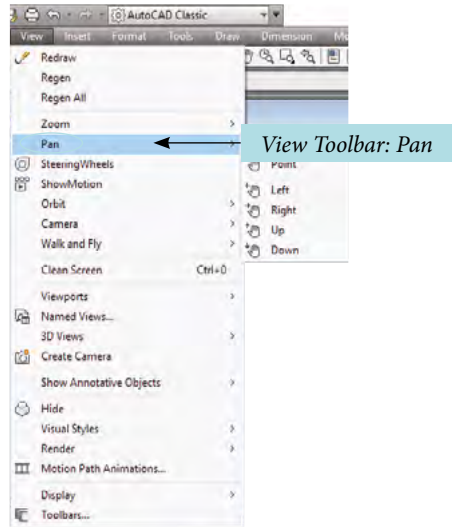 AutoCAD Classic
View Insert Format Tools Draw Dimension
Redraw
Regen
Regen All
Zoom
Pan
View Toolbar: Pan
SteeringWheels
Point
ShowMotion
Left
Orbit
Right
Camera
Up
Walk and Fly
Down
Clean Screen Ctrl+0
Viewports
Named Views...
3D Views
Create Camera
Show Annotative Objects
Hide
Visual Styles
Render
Motion Path Animations...
Display
Toolbars...